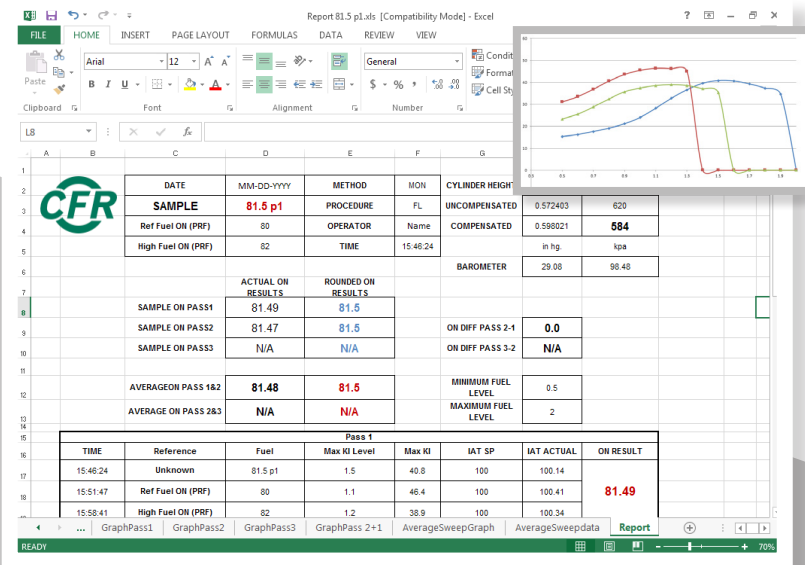 Report 81.5 p1.xls [Compatibility Mode] - Excel
FILE HOME INSERT PAGE LAYOUT FORMULAS DATA REVIEW VIEW
Paste Arial 12 General
Condit
Format
Cell Sty
Clipboard Font Alignment Number
L8
A B C D E F G
DATE MM-DD-YYYY METHOD MON CYLINDER HEIGHT
SAMPLE 81.5 p1 PROCEDURE FL UNCOMPENSATED 0.572403 620
Ref Fuel ON (PRF) 80 OPERATOR Name COMPENSATED 0.598021 584
High Fuel ON (PRF) 82 TIME 15:46:24 in hg. kpa
BAROMETER 29.08 98.48
CFR
ACTUAL ON RESULTS ROUNDED ON RESULTS
SAMPLE ON PASS1 81.49 81.5
SAMPLE ON PASS2 81.47 81.5 ON DIFF PASS 2-1 0.0
SAMPLE ON PASS3 N/A N/A ON DIFF PASS 3-2 N/A
AVERAGEON PASS 1&2 81.48 81.5 MINIMUM FUEL LEVEL 0.5
AVERAGE ON PASS 2&3 N/A N/A MAXIMUM FUEL LEVEL 2
Pass 1
TIME Reference Fuel Max KI Level Max KI IAT SP IAT ACTUAL ON RESULT
15:46:24 Unknown 81.5 p1 1.5 40.8 100 100.14
15:51:47 Ref Fuel ON (PRF) 80 1.1 46.4 100 100.41 81.49
15:58:41 High Fuel ON (PRF) 82 1.2 38.9 100 100.34
... GraphPass1 GraphPass2 GraphPass3 GraphPass 2+1 AverageSweepGraph AverageSweepdata Report
READY 70%